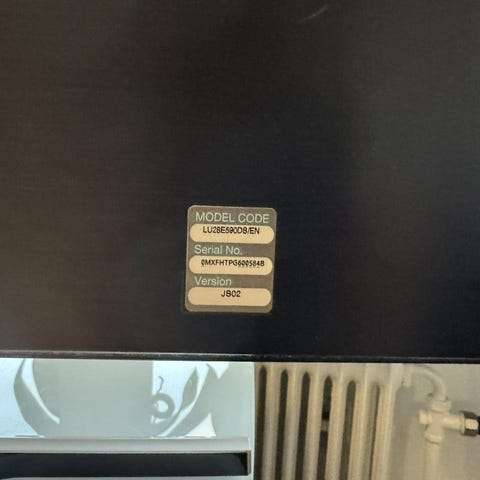 MODEL CODE
LU28E590DS/EN
Serial No.
0MXFHTPG600584B
Version
JS02